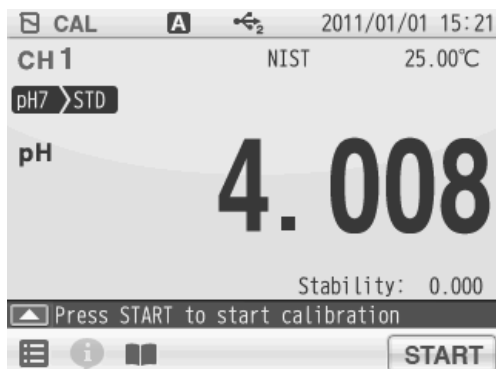 CAL A 2 2011/01/01 15:21
CH1 NIST 25.00℃
pH7 STD
pH 4.008
Stability: 0.000
Press START to start calibration
i START